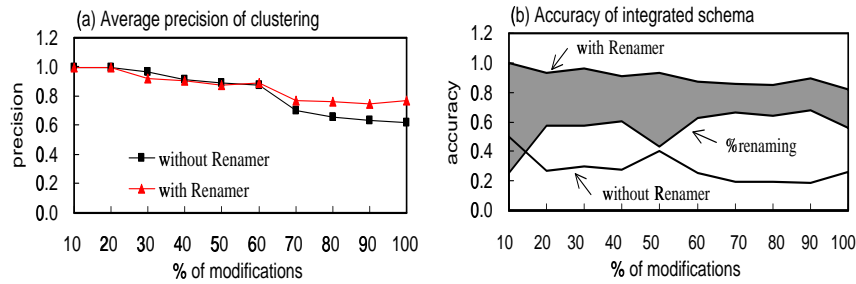 (a) Average precision of clustering
1.2
1.0
0.8
0.6
0.4
0.2
0.0
precision
without Renamer
with Renamer
10 20 30 40 50 60 70 80 90 100
% of modifications
(b) Accuracy of integrated schema
1.2
1.0
0.8
0.6
0.4
0.2
0.0
accuracy
with Renamer
%renaming
without Renamer
10 20 30 40 50 60 70 80 90 100
% of modifications